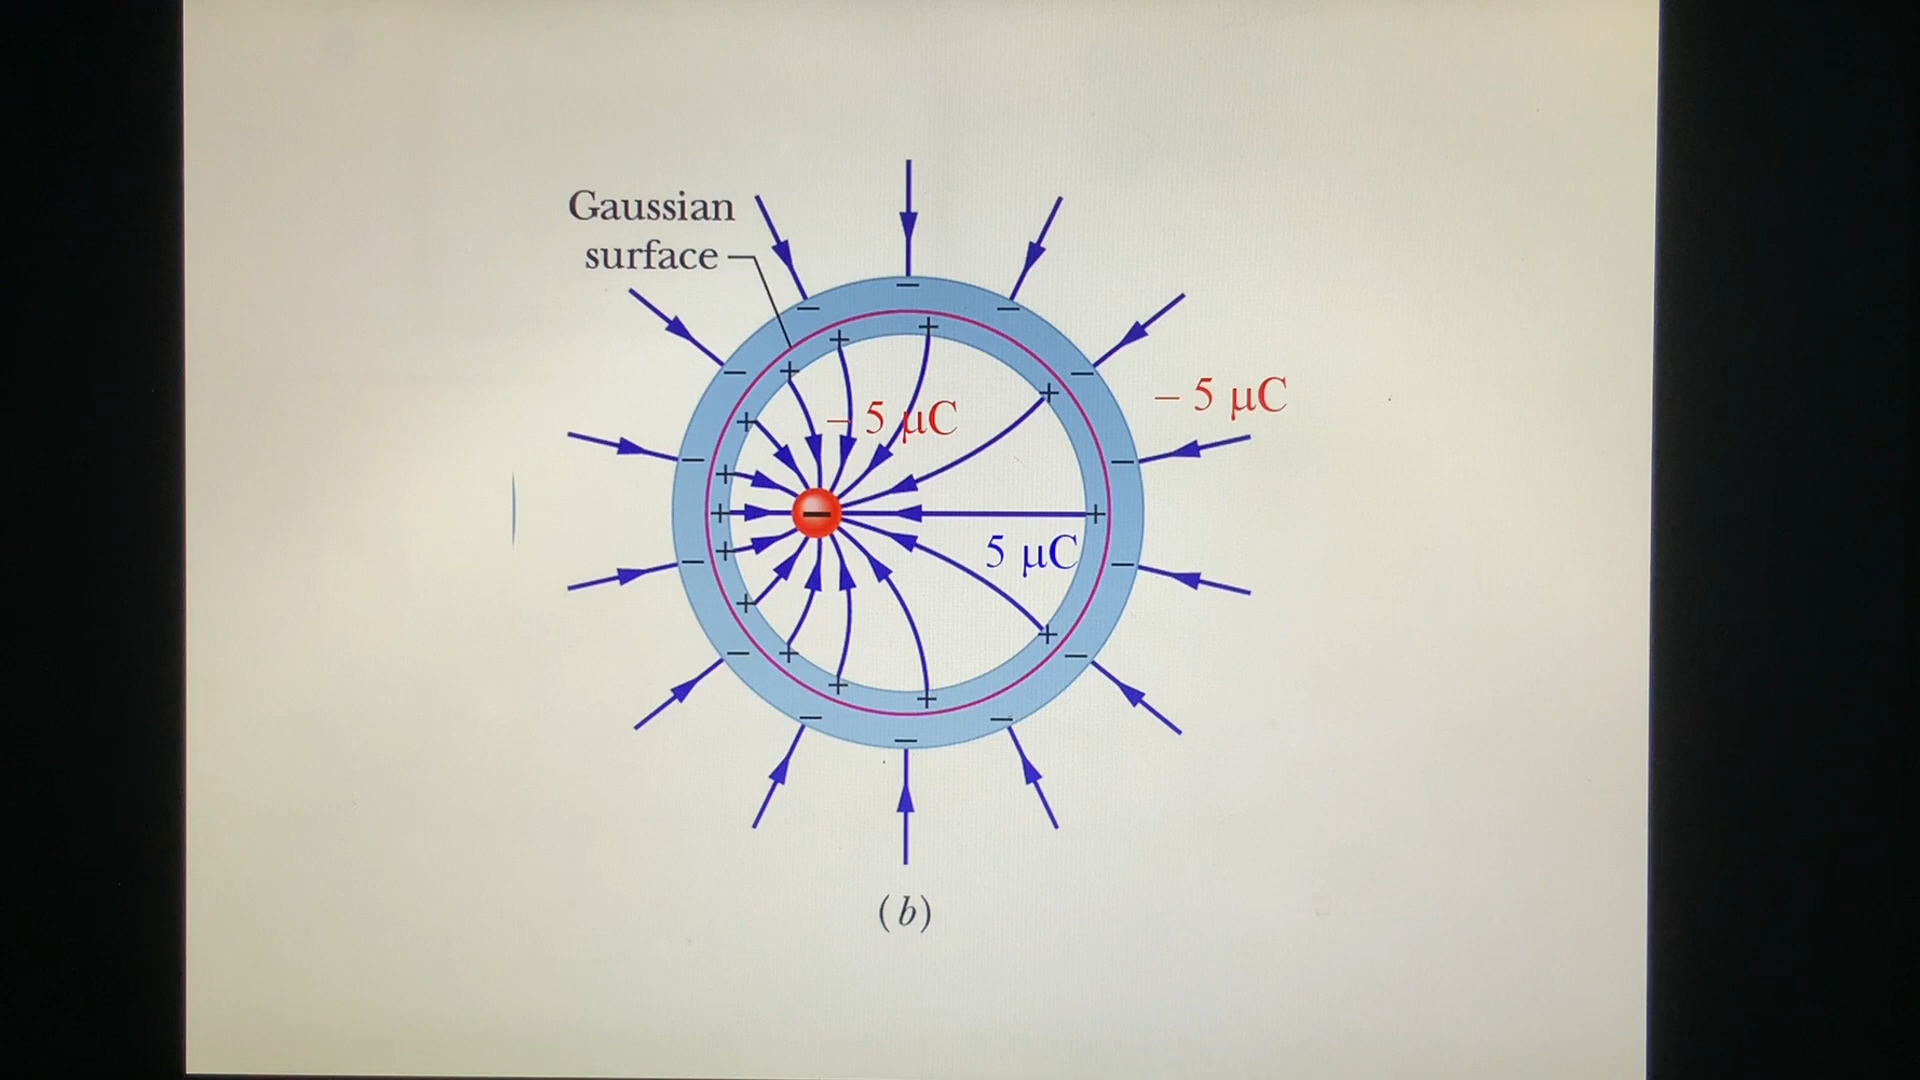 Gaussian
surface
– 5 μC
– 5 μC
5 μC
(b)